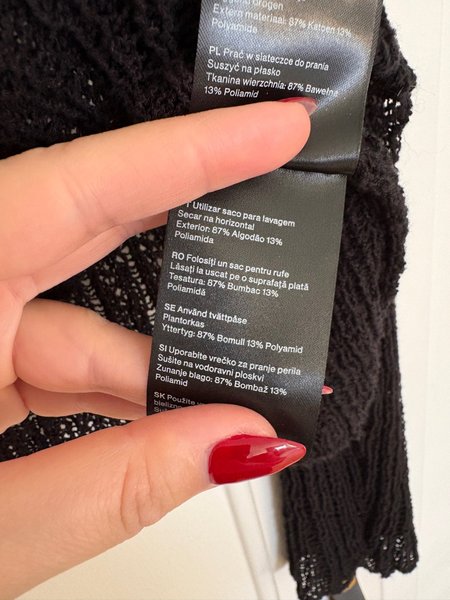 Extern materiaal: 87% Katoen 13%
Polyamide
PL Prać w siateczce do prania
Suszyć na płasko
Tkanina wierzchnia: 87% Bawełna
13% Poliamid
Utilizar saco para lavagem
Secar na horizontal
Exterior: 87% Algodão 13%
Poliamida
RO Folosiți un sac pentru rufe
Lăsați la uscat pe o suprafață plată
Tesatura: 87% Bumbac 13%
Poliamidă
SE Använd tvättpåse
Plantorkas
Yttertyg: 87% Bomull 13% Polyamid
SI Uporabite vrečko za pranje perila
Sušite na vodoravni ploskvi
Zunanje blago: 87% Bombaž 13%
Poliamid
SK Použite